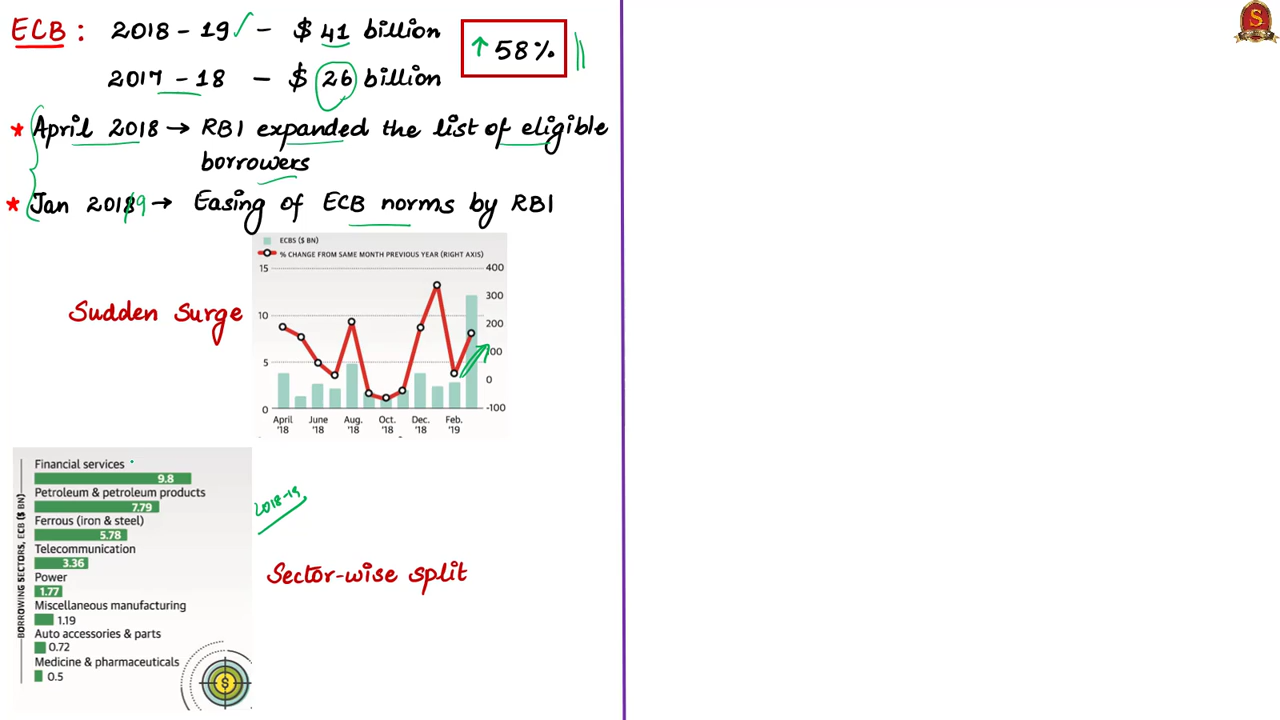 ECB : 2018 - 19 ✓ - $ 41 billion
↑ 58%
2017 - 18 - $ 26 billion
* April 2018 → RBI expanded the list of eligible
borrowers
* Jan 2018 9 → Easing of ECB norms by RBI
ECBS ($ BN)
% CHANGE FROM SAME MONTH PREVIOUS YEAR (RIGHT AXIS)
15 400
300
10 200
00
5 0
0 -100
April June Aug. Oct. Dec. Feb.
'18 '18 '18 '18 '18 '19
Sudden Surge
BORROWING SECTORS, ECB ($ BN)
Financial services
9.8
Petroleum & petroleum products
7.79
Ferrous (iron & steel)
5.78
Telecommunication
3.36
Power
1.77
Miscellaneous manufacturing
1.19
Auto accessories & parts
0.72
Medicine & pharmaceuticals
0.5
$
2018-19
Sector-wise split